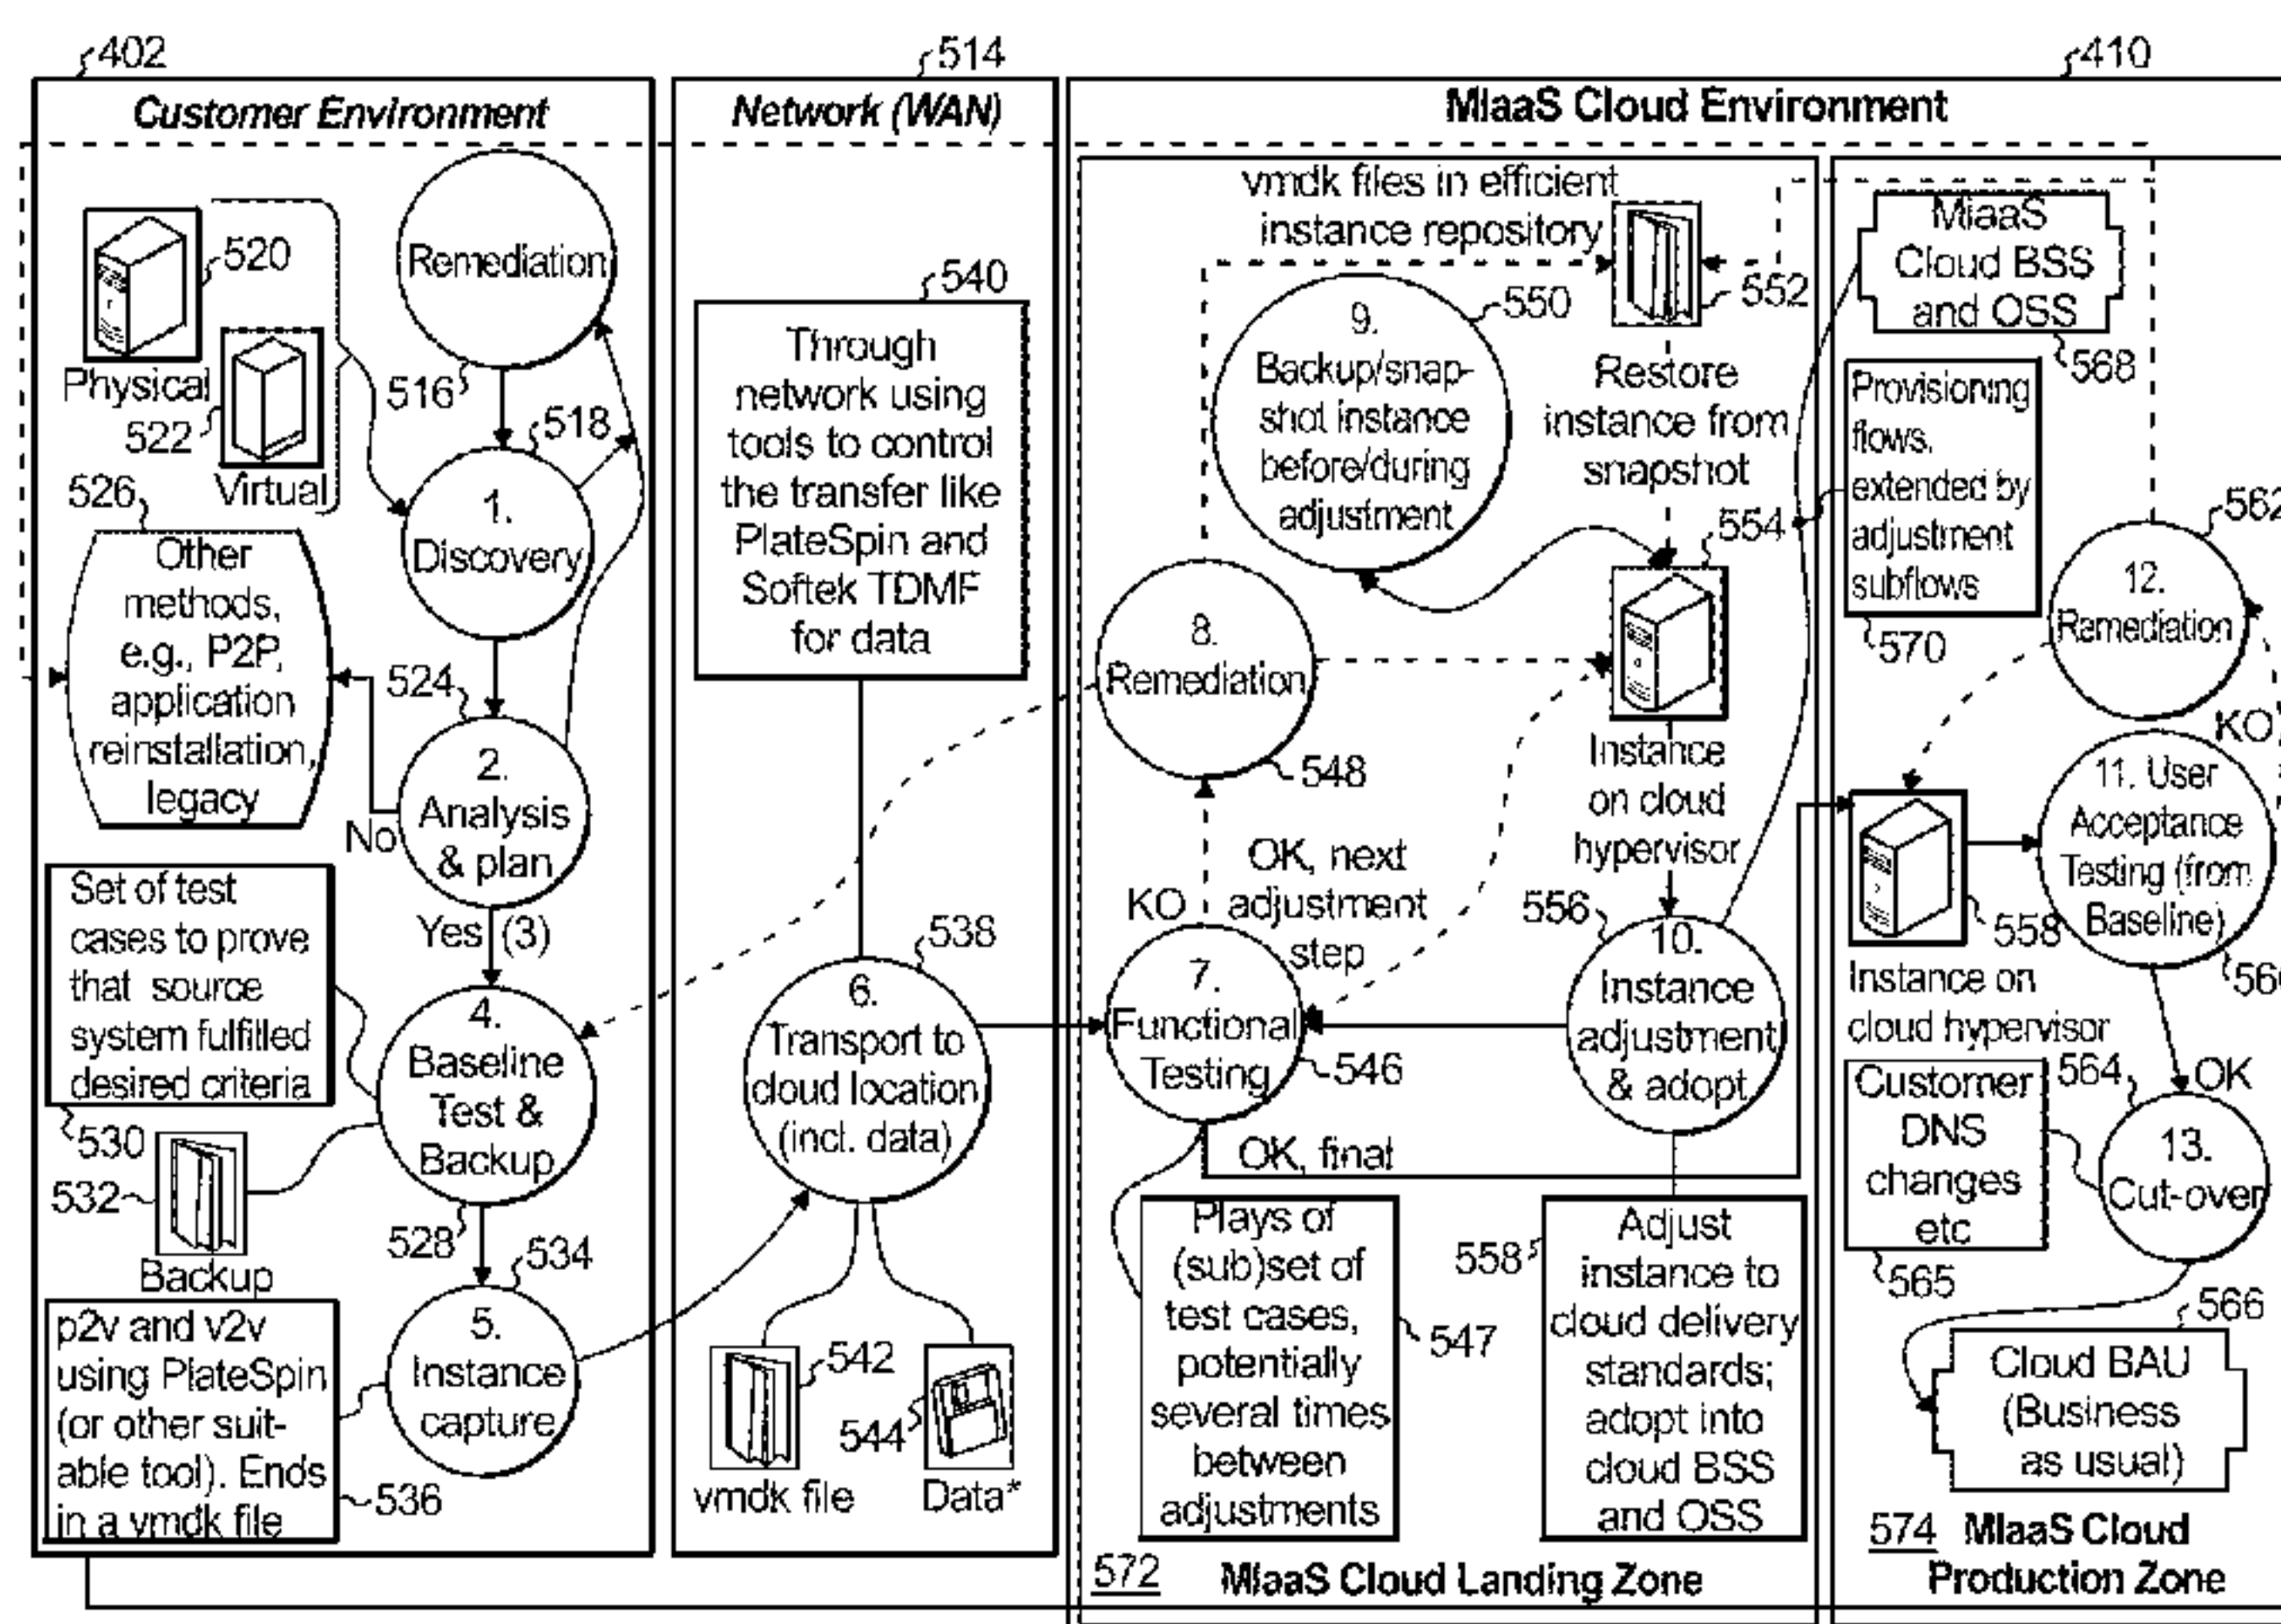 402
Customer Environment
Remediation
520
Physical
522
Virtual
516
518
1.
Discovery
526
Other
methods,
e.g., P2P,
application
reinstallation,
legacy
524
2.
Analysis
& plan
No
Yes (3)
Set of test
cases to prove
that source
system fulfilled
desired criteria
530
4.
Baseline
Test &
Backup
532
Backup
528
534
p2v and v2v
using PlateSpin
(or other suit-
able tool). Ends
in a vmdk file
536
5.
Instance
capture
514
Network (WAN)
540
Through
network using
tools to control
the transfer like
PlateSpin and
Softek TDMF
for data
538
6.
Transport to
cloud location
(incl. data)
542
vmdk file
544
Data*
410
MIaaS Cloud Environment
vmdk files in efficient
instance repository
552
550
9.
Backup/snap-
shot instance
before/during
adjustment
Restore
instance from
snapshot
554
8.
Remediation
548
Instance
on cloud
hypervisor
KO
OK, next
adjustment
step
556
7.
Functional
Testing
546
10.
Instance
adjustment
& adopt
OK, final
Plays of
(sub)set of
test cases,
potentially
several times
between
adjustments
547
558
Adjust
instance to
cloud delivery
standards;
adopt into
cloud BSS
and OSS
572
MIaaS Cloud Landing Zone
MiaaS
Cloud BSS
and OSS
568
Provisioning
flows,
extended by
adjustment
subflows
570
562
12.
Remediation
KO
11. User
Acceptance
Testing (from
Baseline)
558
Instance on
cloud hypervisor
Customer
DNS
changes
etc
565
564
OK
13.
Cut-over
566
Cloud BAU
(Business
as usual)
574 MIaaS Cloud
Production Zone